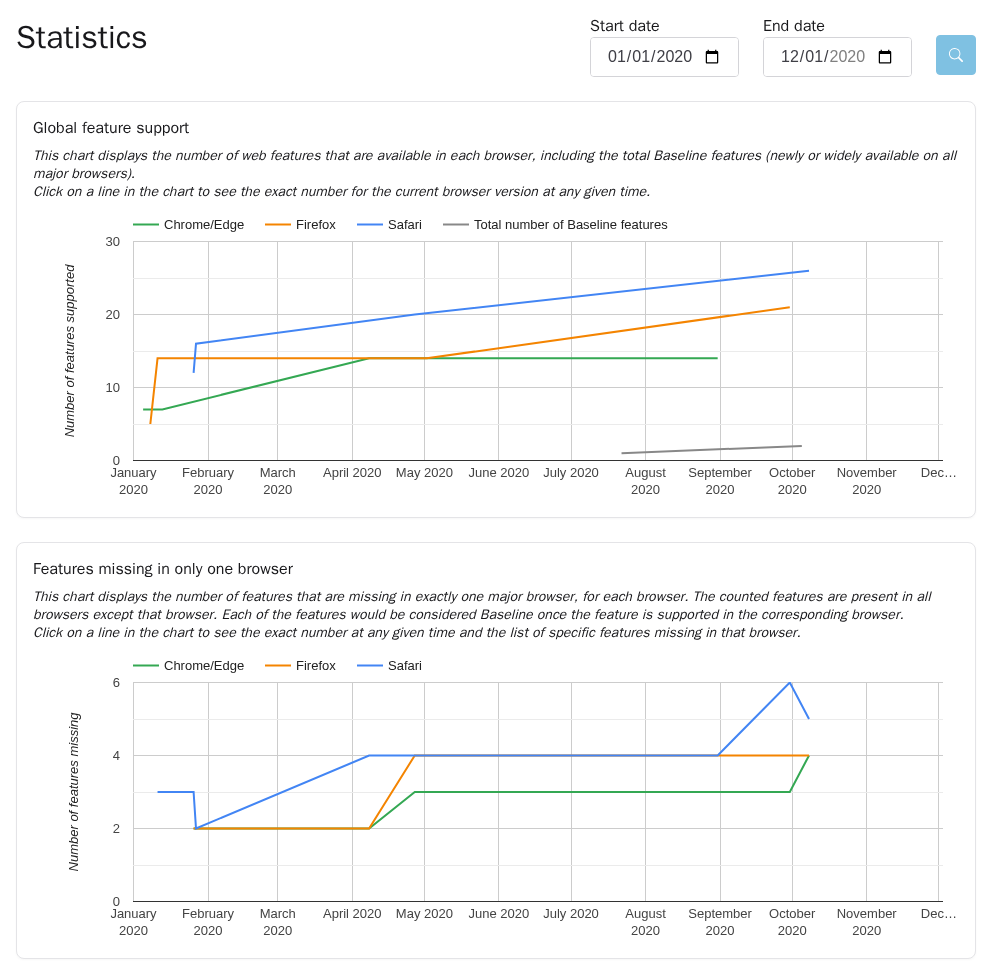 Statistics
Start date
End date
01/01/2020
12/01/2020
Global feature support
This chart displays the number of web features that are available in each browser, including the total Baseline features (newly or widely available on all
major browsers).
Click on a line in the chart to see the exact number for the current browser version at any given time.
Chrome/Edge Firefox Safari Total number of Baseline features
Number of features supported
30
20
10
0
January February March April 2020 May 2020 June 2020 July 2020 August September October November Dec…
2020 2020 2020 2020 2020 2020 2020
Features missing in only one browser
This chart displays the number of features that are missing in exactly one major browser, for each browser. The counted features are present in all
browsers except that browser. Each of the features would be considered Baseline once the feature is supported in the corresponding browser.
Click on a line in the chart to see the exact number at any given time and the list of specific features missing in that browser.
Chrome/Edge Firefox Safari
Number of features missing
6
4
2
0
January February March April 2020 May 2020 June 2020 July 2020 August September October November Dec…
2020 2020 2020 2020 2020 2020 2020